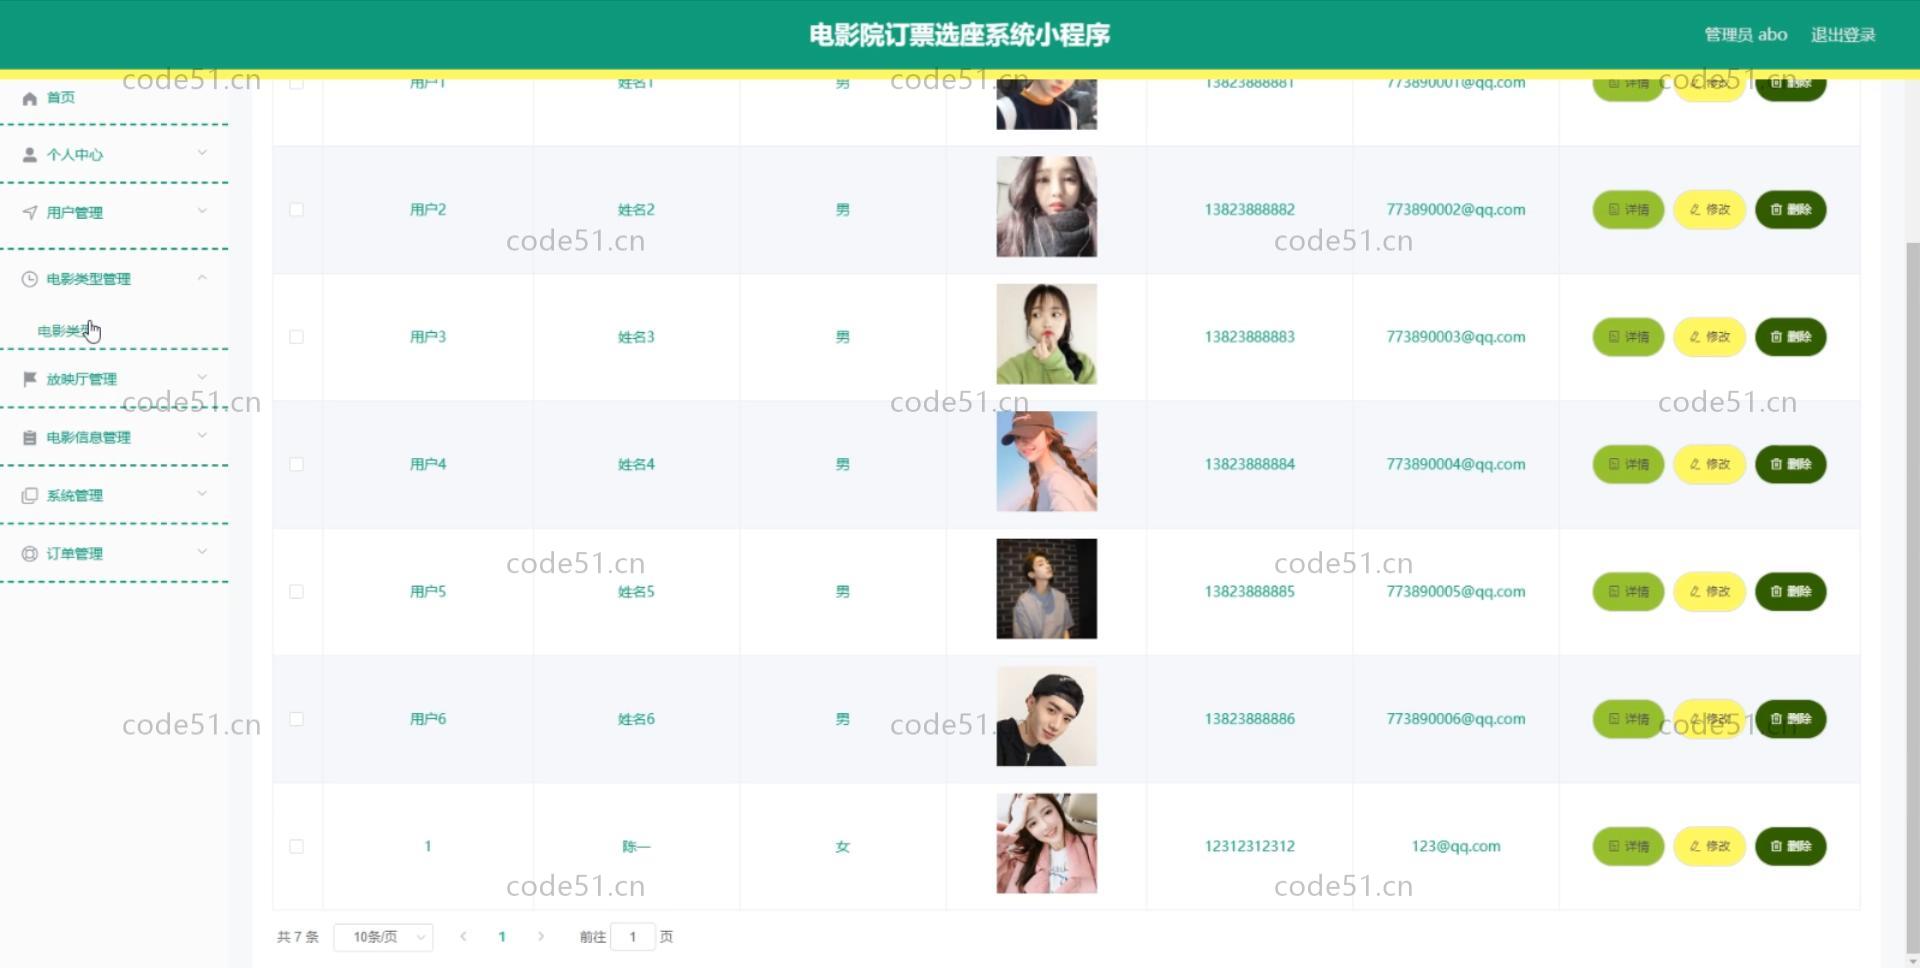 电影院订票选座系统小程序
管理员 abo
退出登录
code51.cn
code51.cn
code51.cn
首页
个人中心
用户管理
电影类型管理
电影类型
放映厅管理
电影信息管理
系统管理
订单管理
用户1 姓名1 男 13823888881 773890001@qq.com 详情 修改 删除
用户2 姓名2 男 13823888882 773890002@qq.com 详情 修改 删除
code51.cn
code51.cn
用户3 姓名3 男 13823888883 773890003@qq.com 详情 修改 删除
code51.cn
code51.cn
code51.cn
用户4 姓名4 男 13823888884 773890004@qq.com 详情 修改 删除
code51.cn
code51.cn
用户5 姓名5 男 13823888885 773890005@qq.com 详情 修改 删除
用户6 姓名6 男 13823888886 773890006@qq.com 详情 修改 删除
code51.cn
code51.cn
code51.cn
1 陈一 女 12312312312 123@qq.com 详情 修改 删除
code51.cn
code51.cn
共 7 条 10条/页 1 前往 1 页